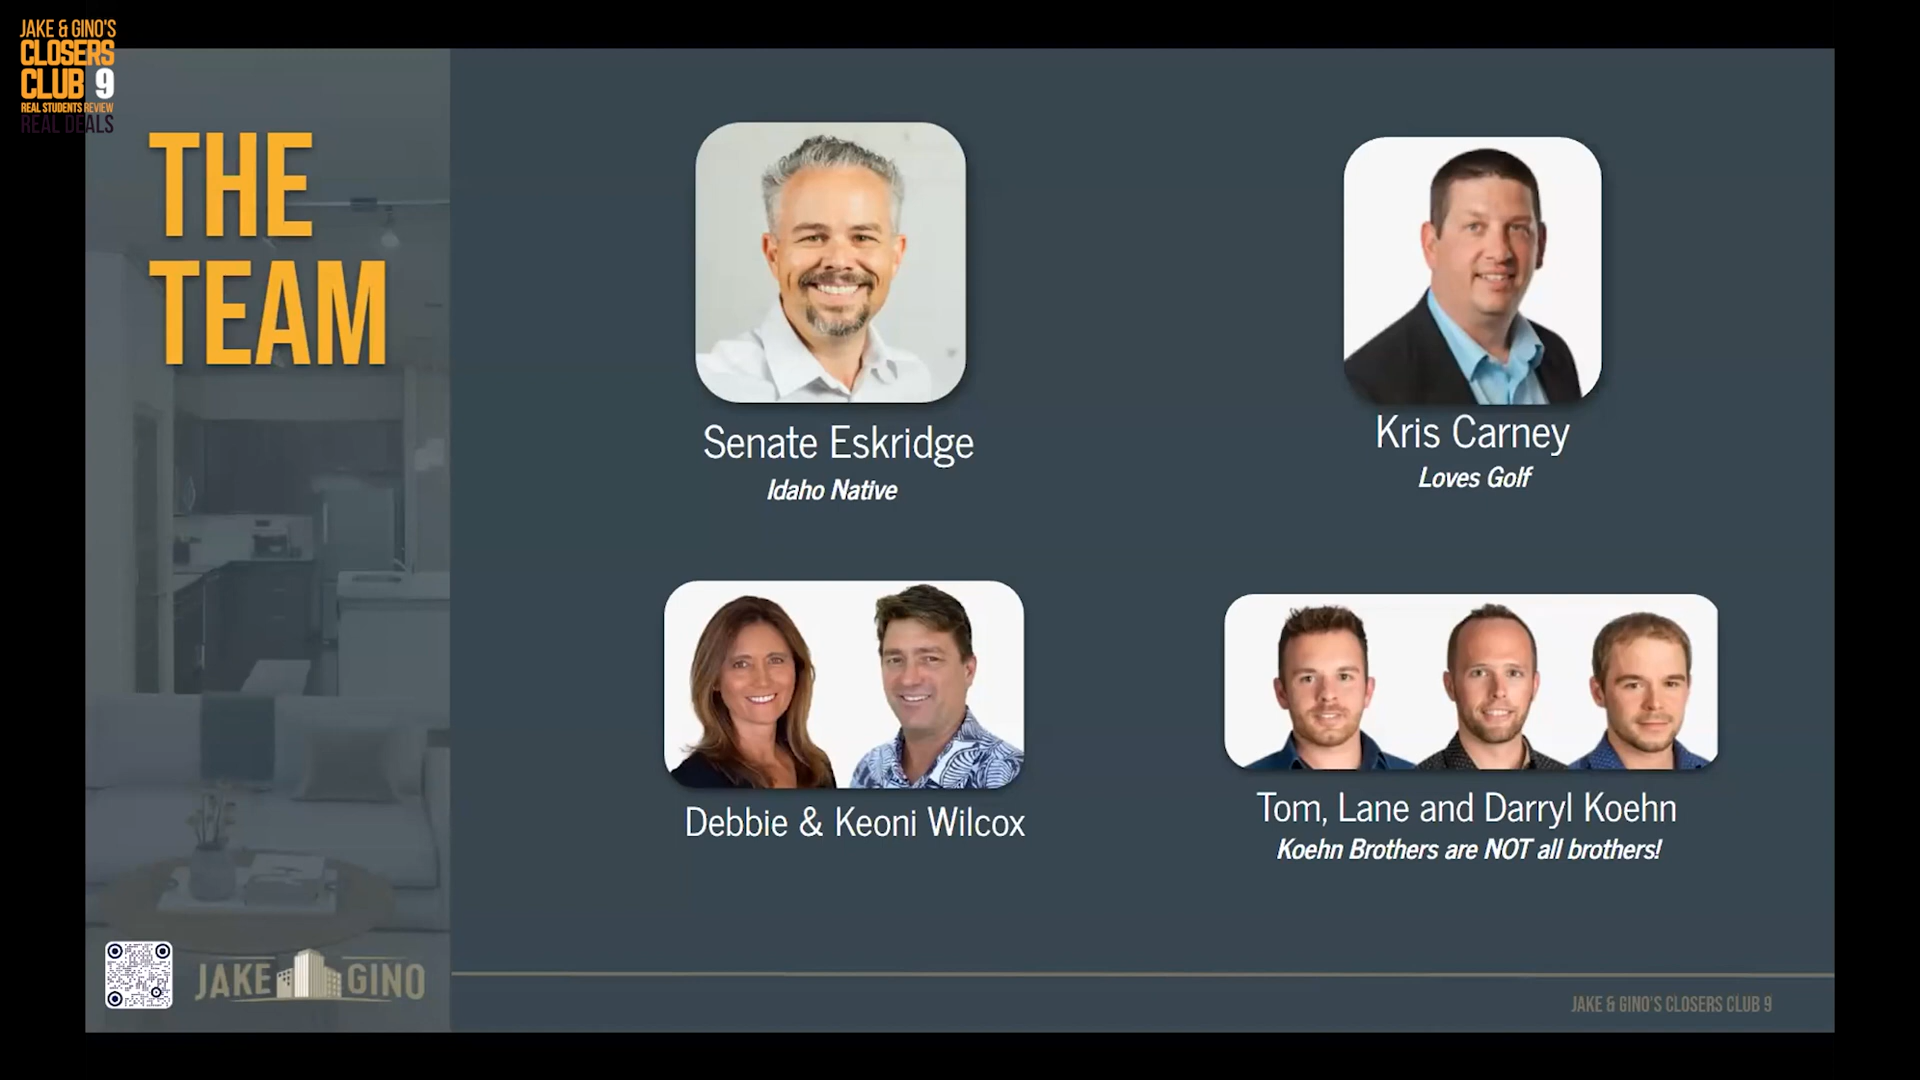 JAKE & GINO'S
CLOSERS
CLUB 9
REAL STUDENTS REVIEW
REAL DEALS
THE
TEAM
Senate Eskridge
Idaho Native
Kris Carney
Loves Golf
Debbie & Keoni Wilcox
Tom, Lane and Darryl Koehn
Koehn Brothers are NOT all brothers!
JAKE GINO
JAKE & GINO'S CLOSERS CLUB 9